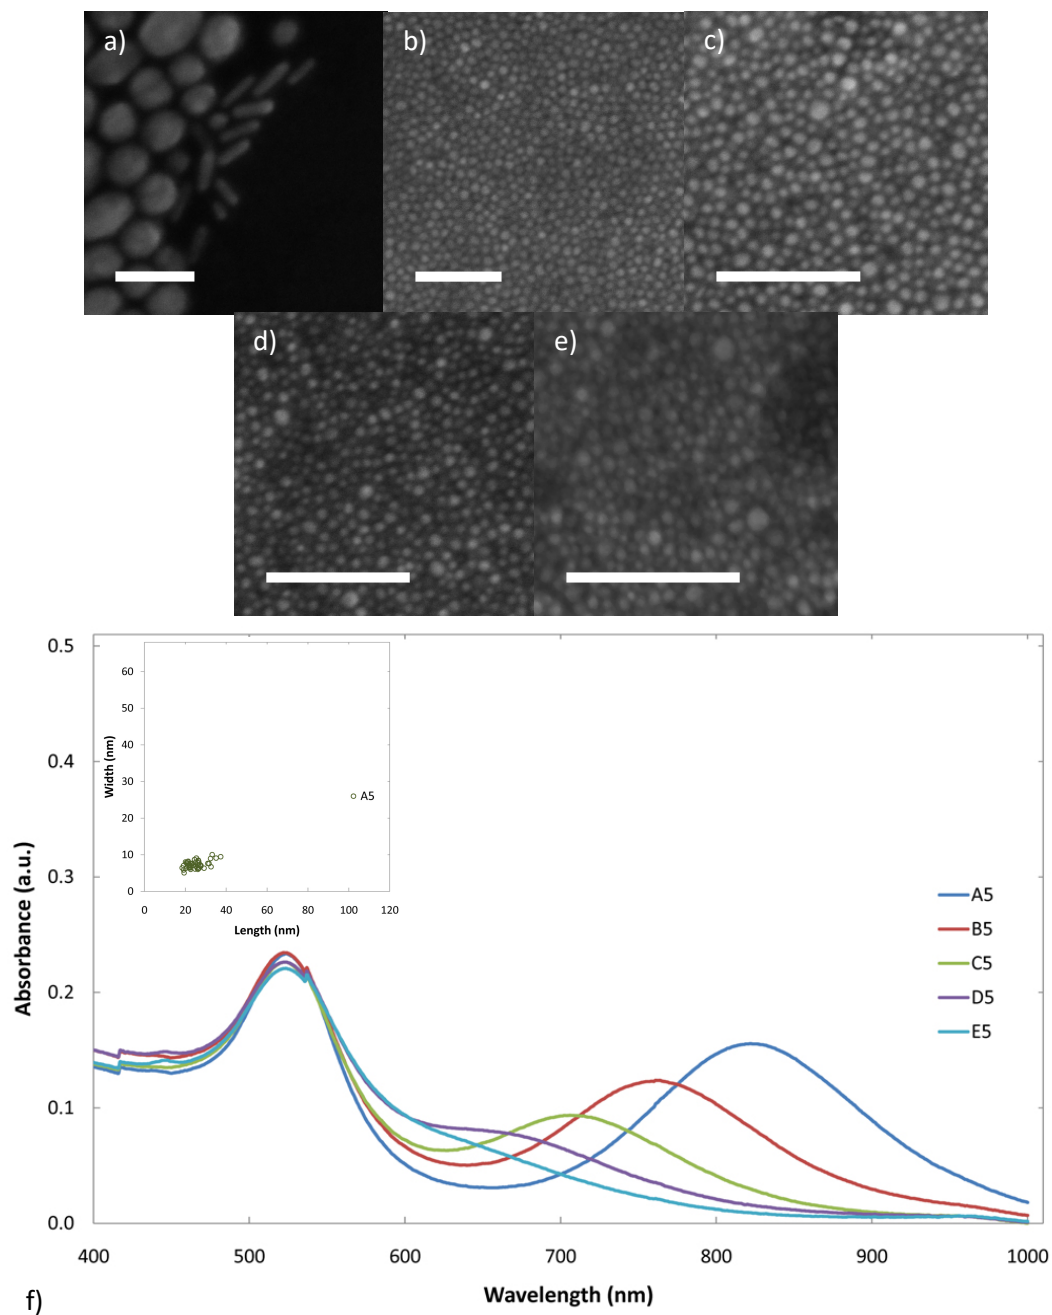 a)
b)
c)
d)
e)
0.5
0.4
0.3
0.2
0.1
0.0
Absorbance (a.u.)
60
50
40
30
20
10
0
Width (nm)
A5
0 20 40 60 80 100 120
Length (nm)
A5
B5
C5
D5
E5
400 500 600 700 800 900 1000
Wavelength (nm)
f)